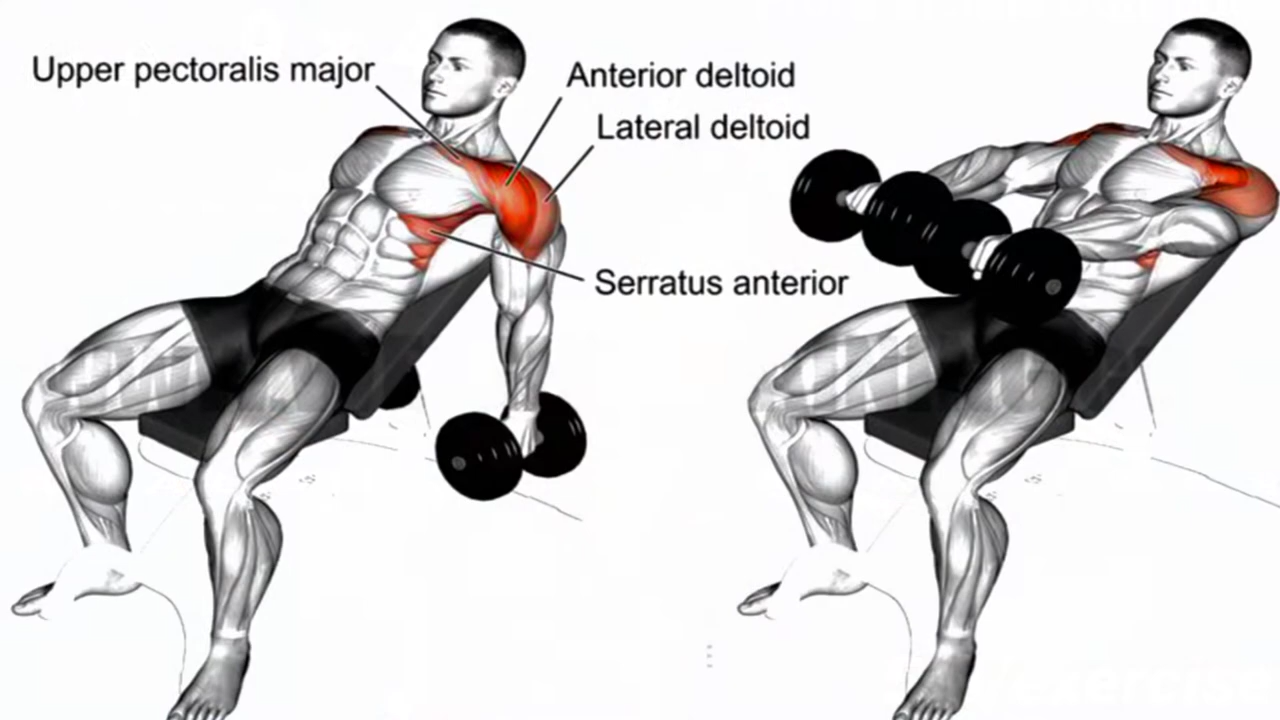 Upper pectoralis major
Anterior deltoid
Lateral deltoid
Serratus anterior